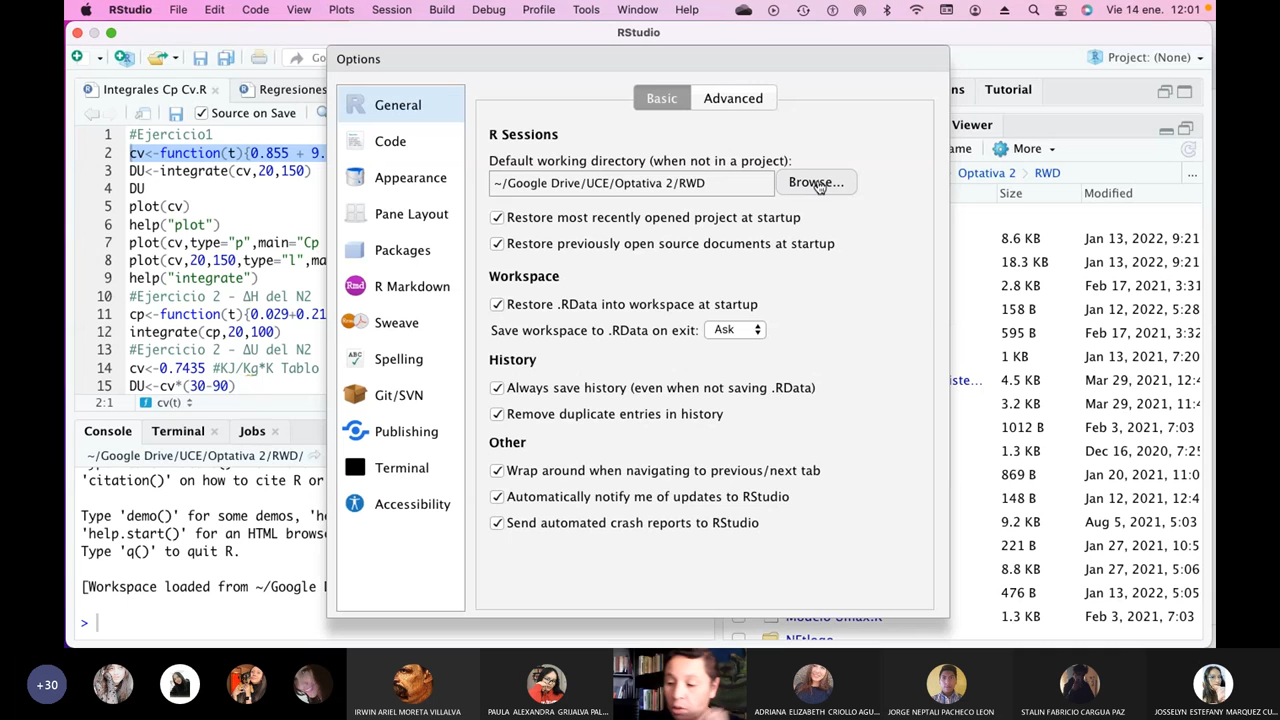 RStudio File Edit Code View Plots Session Build Debug Profile Tools Window Help Vie 14 ene. 12:01
RStudio
Options
Project: (None)
Integrales Cp Cv.R
Regresiones
Tutorial
Source on Save
Viewer
More
Optativa 2 RWD
Size Modified
1 #Ejercicio1
2 cv<-function(t){0.855 + 9.
3 DU<-integrate(cv,20,150)
4 DU
5 plot(cv)
6 help("plot")
7 plot(cv,type="p",main="Cp
8 plot(cv,20,150,type="l",ma
9 help("integrate")
10 #Ejercicio 2 - ΔH del N2
11 cp<-function(t){0.029+0.21
12 integrate(cp,20,100)
13 #Ejercicio 2 - ΔU del N2
14 cv<-0.7435 #KJ/Kg*K Tablo
15 DU<-cv*(30-90)
2:1 cv(t)
Console Terminal Jobs
~/Google Drive/UCE/Optativa 2/RWD/
'citation()' on how to cite R or
Type 'demo()' for some demos, 'he
'help.start()' for an HTML browse
Type 'q()' to quit R.
[Workspace loaded from ~/Google
>
General
Code
Appearance
Pane Layout
Packages
R Markdown
Sweave
Spelling
Git/SVN
Publishing
Terminal
Accessibility
Basic Advanced
R Sessions
Default working directory (when not in a project):
~/Google Drive/UCE/Optativa 2/RWD
Browse...
Restore most recently opened project at startup
Restore previously open source documents at startup
Workspace
Restore .RData into workspace at startup
Save workspace to .RData on exit: Ask
History
Always save history (even when not saving .RData)
Remove duplicate entries in history
Other
Wrap around when navigating to previous/next tab
Automatically notify me of updates to RStudio
Send automated crash reports to RStudio
8.6 KB Jan 13, 2022, 9:21
18.3 KB Jan 13, 2022, 9:21
2.8 KB Feb 17, 2021, 3:31
158 B Jan 12, 2022, 5:28
595 B Feb 17, 2021, 3:32
1 KB Jan 13, 2022, 7:20
4.5 KB Mar 29, 2021, 12:4
3.2 KB Mar 29, 2021, 11:4
1012 B Feb 3, 2021, 7:03
1.3 KB Dec 16, 2020, 7:03
869 B Jan 20, 2021, 11:0
148 B Jan 12, 2021, 12:4
9.2 KB Aug 5, 2021, 5:03
221 B Jan 27, 2021, 10:5
8.8 KB Jan 27, 2021, 5:06
476 B Jan 12, 2022, 5:05
1.3 KB Feb 3, 2021, 7:03
+30
IRWIN ARIEL MORETA VILLALVA
PAULA ALEXANDRA GRIJALVA PAL...
ADRIANA ELIZABETH CRIOLLO AGU...
JORGE NEPTALI PACHECO LEON
STALIN FABRICIO CARGUA PAZ
JOSSELYN ESTEFANY MARQUEZ CU...